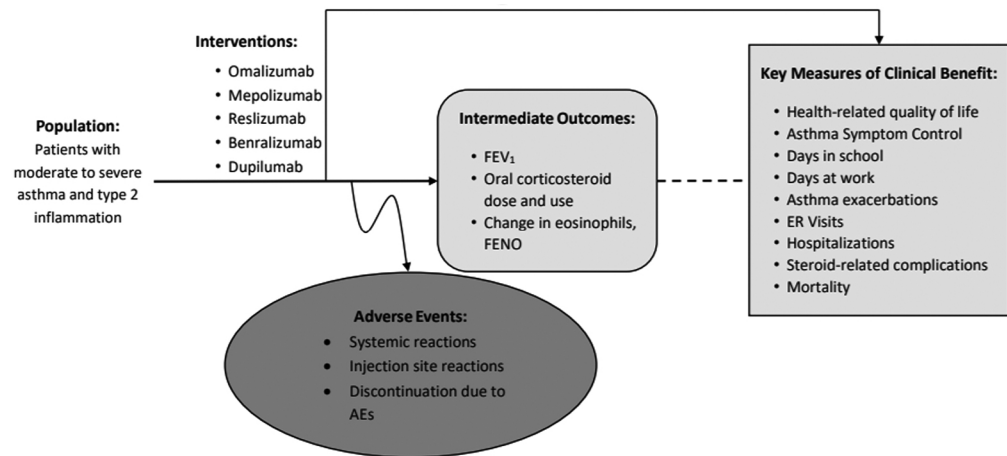 Population:
Patients with
moderate to severe
asthma and type 2
inflammation
Interventions:
• Omalizumab
• Mepolizumab
• Reslizumab
• Benralizumab
• Dupilumab
Intermediate Outcomes:
• FEV₁
• Oral corticosteroid
dose and use
• Change in eosinophils,
FENO
Adverse Events:
• Systemic reactions
• Injection site reactions
• Discontinuation due to
AEs
Key Measures of Clinical Benefit:
• Health-related quality of life
• Asthma Symptom Control
• Days in school
• Days at work
• Asthma exacerbations
• ER Visits
• Hospitalizations
• Steroid-related complications
• Mortality